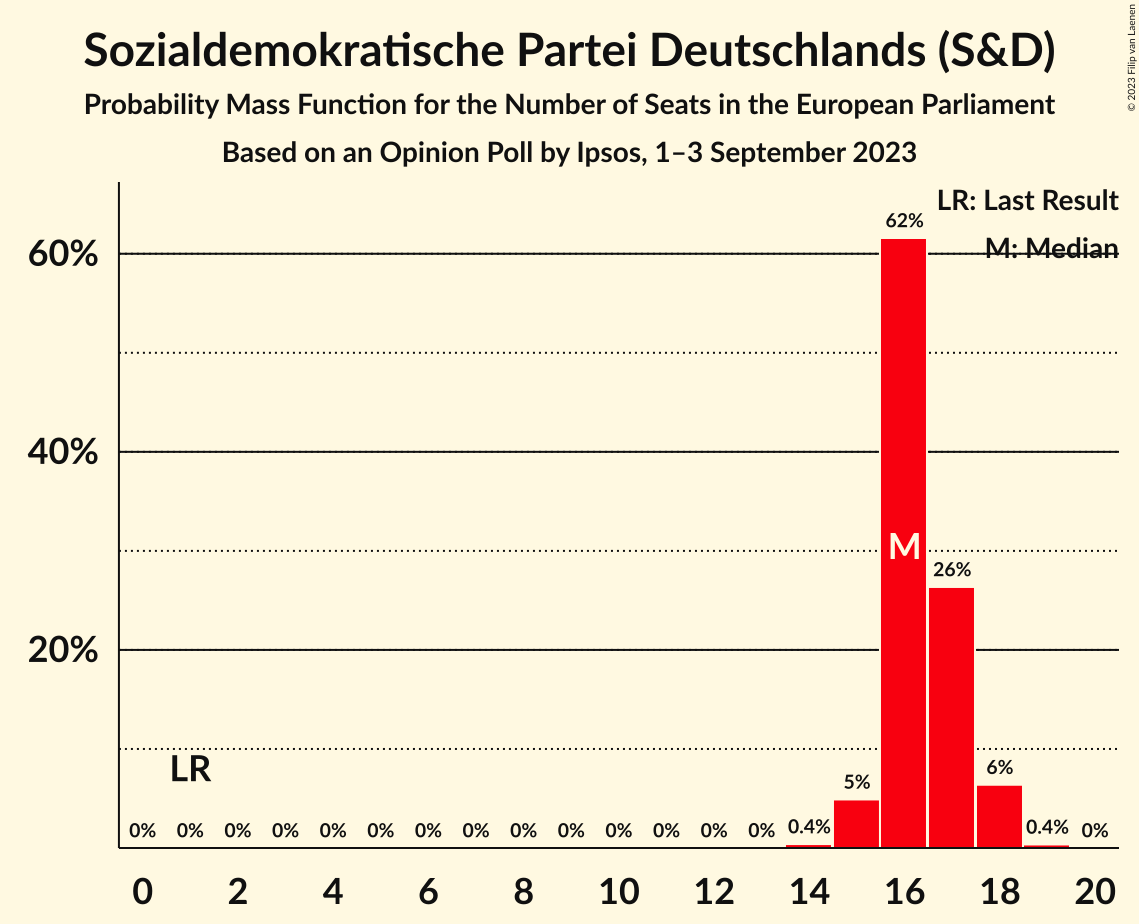 Sozialdemokratische Partei Deutschlands (S&D)
Probability Mass Function for the Number of Seats in the European Parliament
Based on an Opinion Poll by Ipsos, 1–3 September 2023
© 2023 Filip van Laenen
LR: Last Result
M: Median
60%
40%
20%
62%
M
26%
LR
0% 0% 0% 0% 0% 0% 0% 0% 0% 0% 0% 0% 0% 0% 0.4% 5% 6% 0.4% 0%
0 2 4 6 8 10 12 14 16 18 20